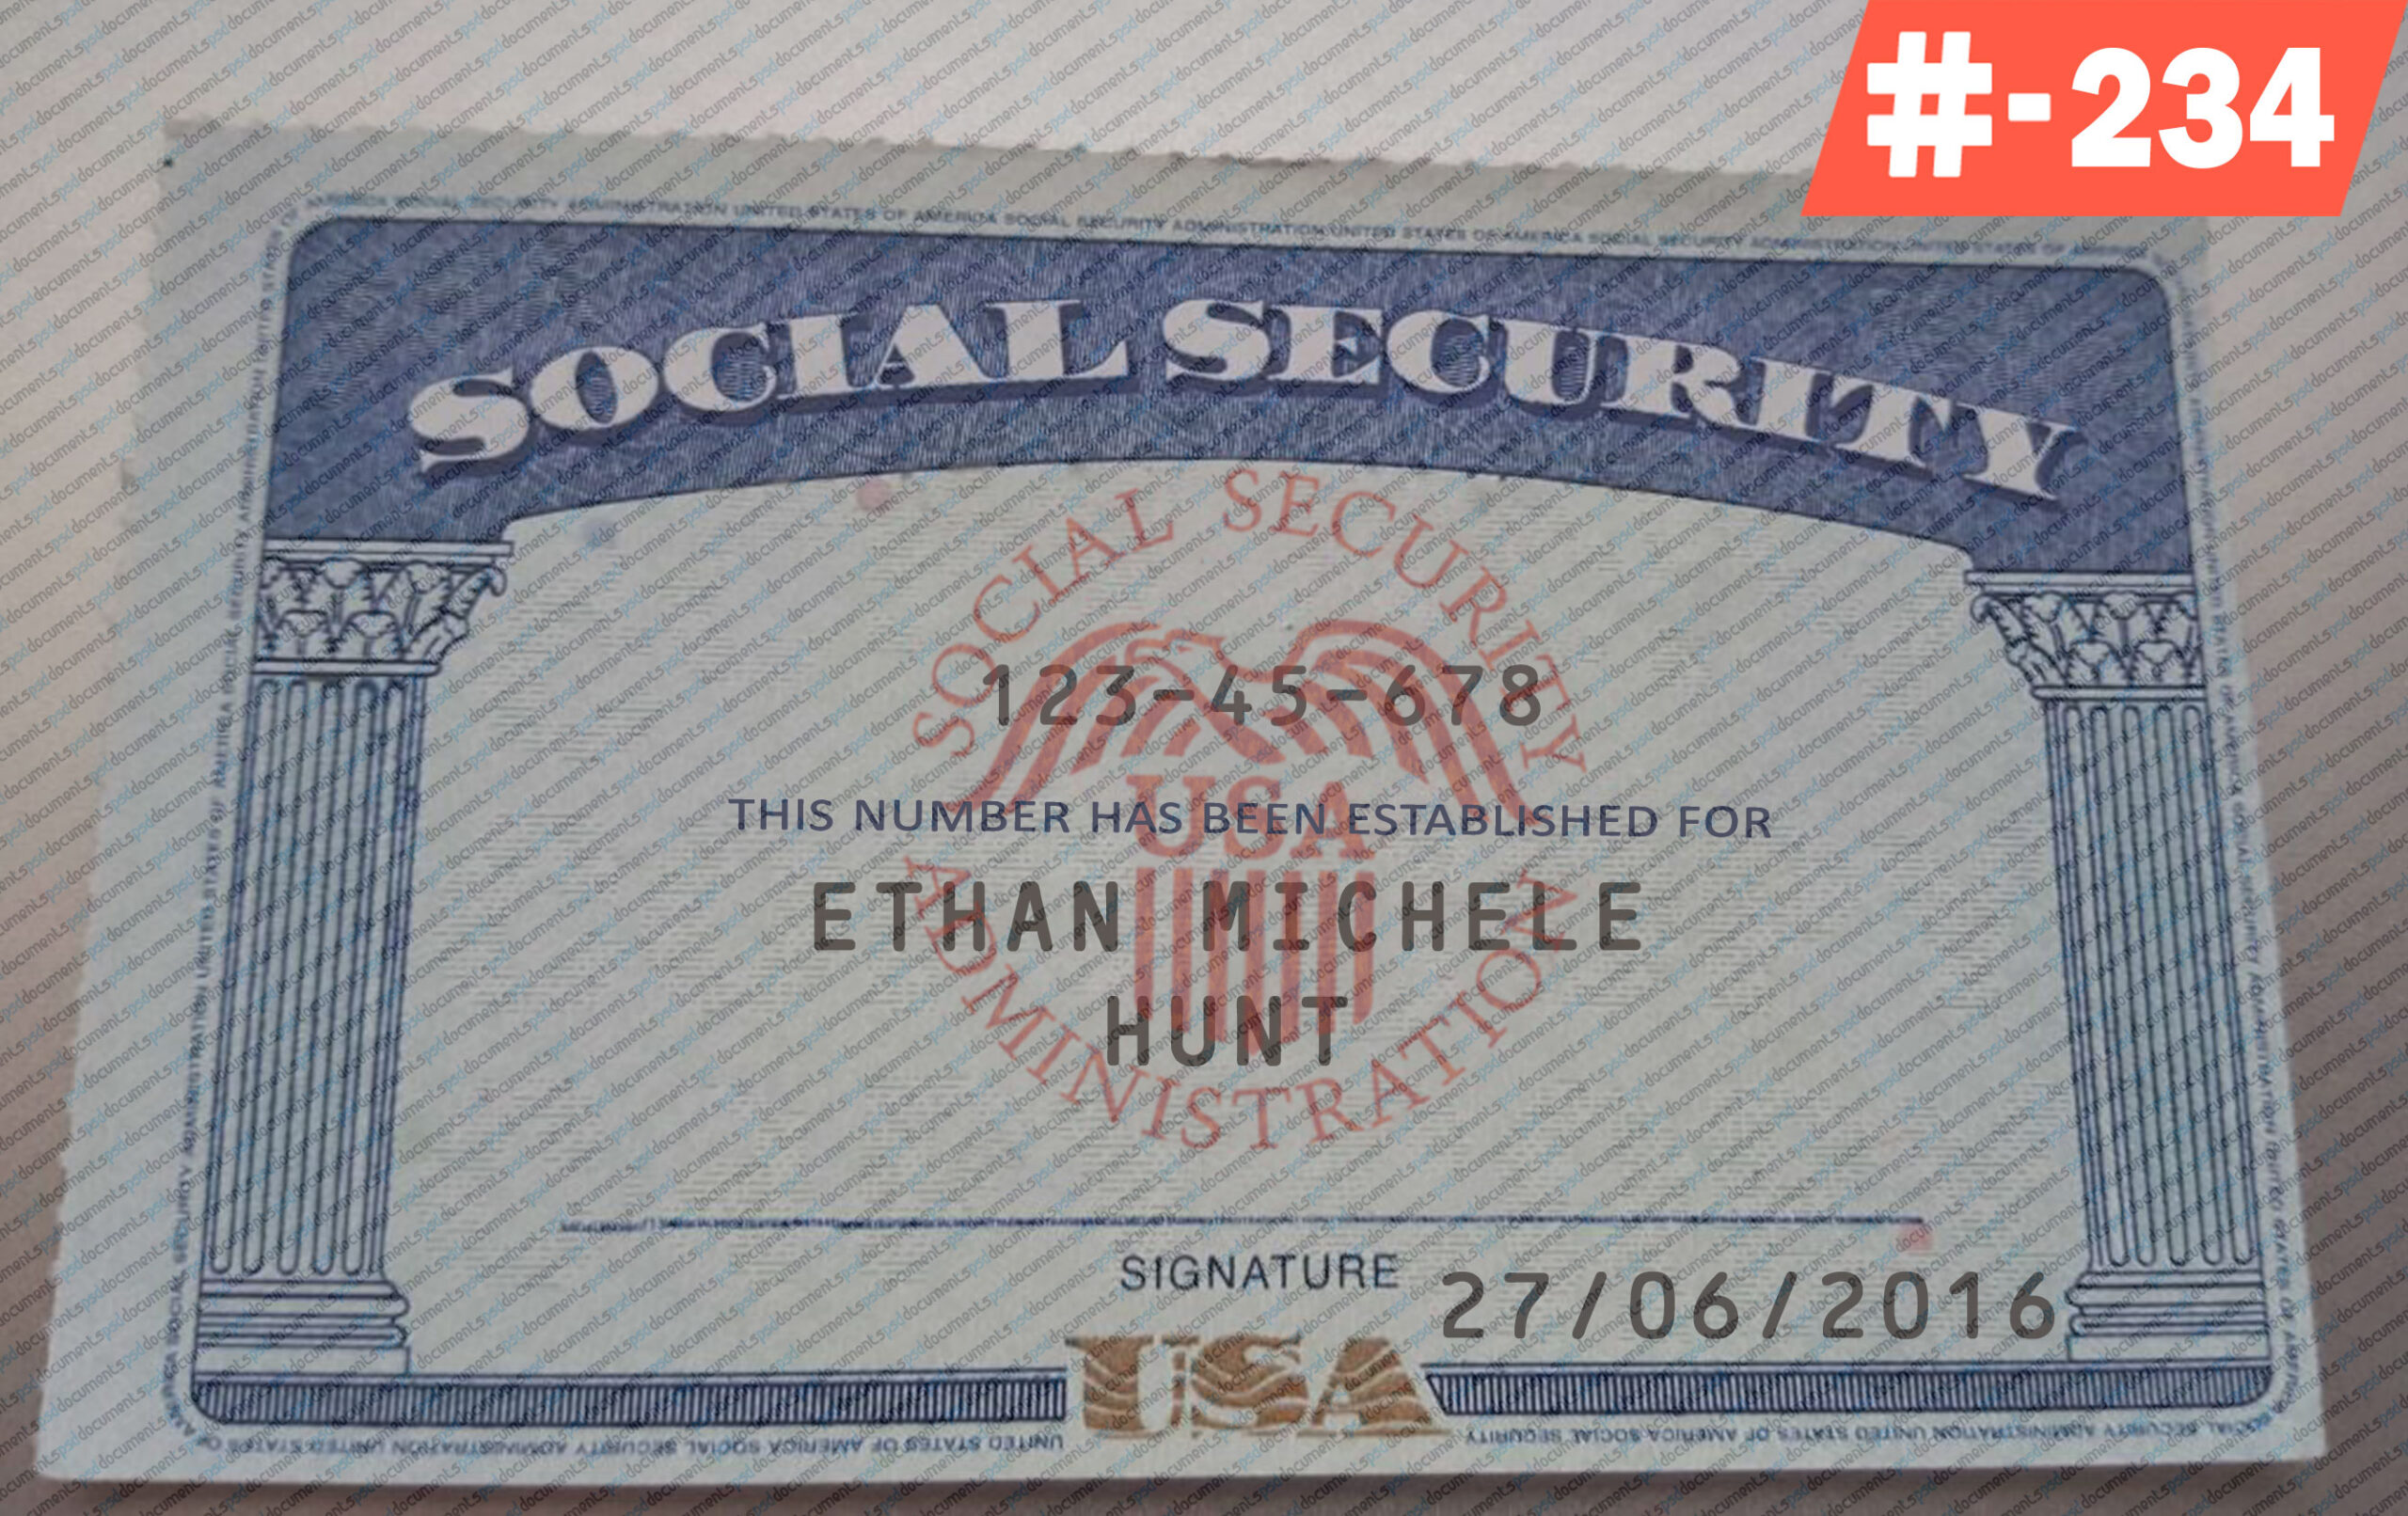 #-234
SOCIAL SECURITY
SOCIAL SECURITY
123-45-678
USA
THIS NUMBER HAS BEEN ESTABLISHED FOR
ETHAN MICHELE
HUNT
ADMINISTRATION
SIGNATURE
27/06/2016
USA